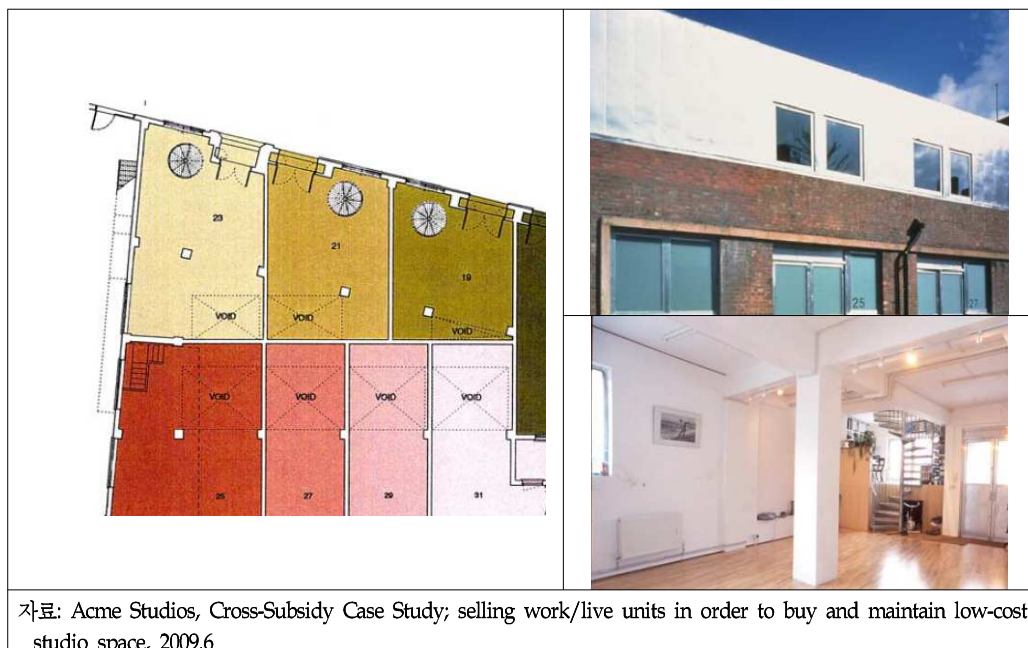 23
21
19
VOID
VOID
VOID
VOID
VOID
VOID
VOID
25
27
29
31
25
27
자료: Acme Studios, Cross-Subsidy Case Study; selling work/live units in order to buy and maintain low-cost
studio space, 2009.6